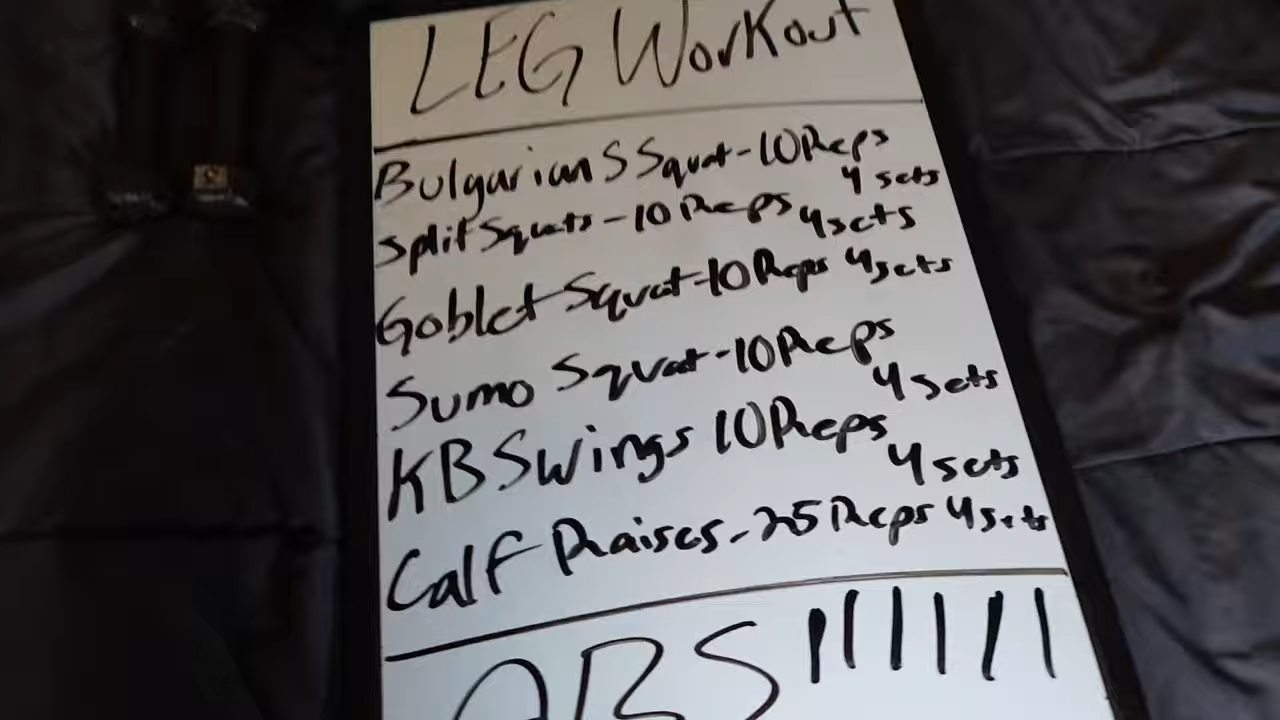 LEG Workout
Bulgarian S Squat - 10 Reps
4 sets
Split Squats - 10 Reps 4 sets
Goblet Squat - 10 Reps 4 sets
Sumo Squat - 10 Reps
4 sets
KB Swings 10 Reps
4 sets
Calf Raises - 25 Reps 4 sets
ABS ||||||